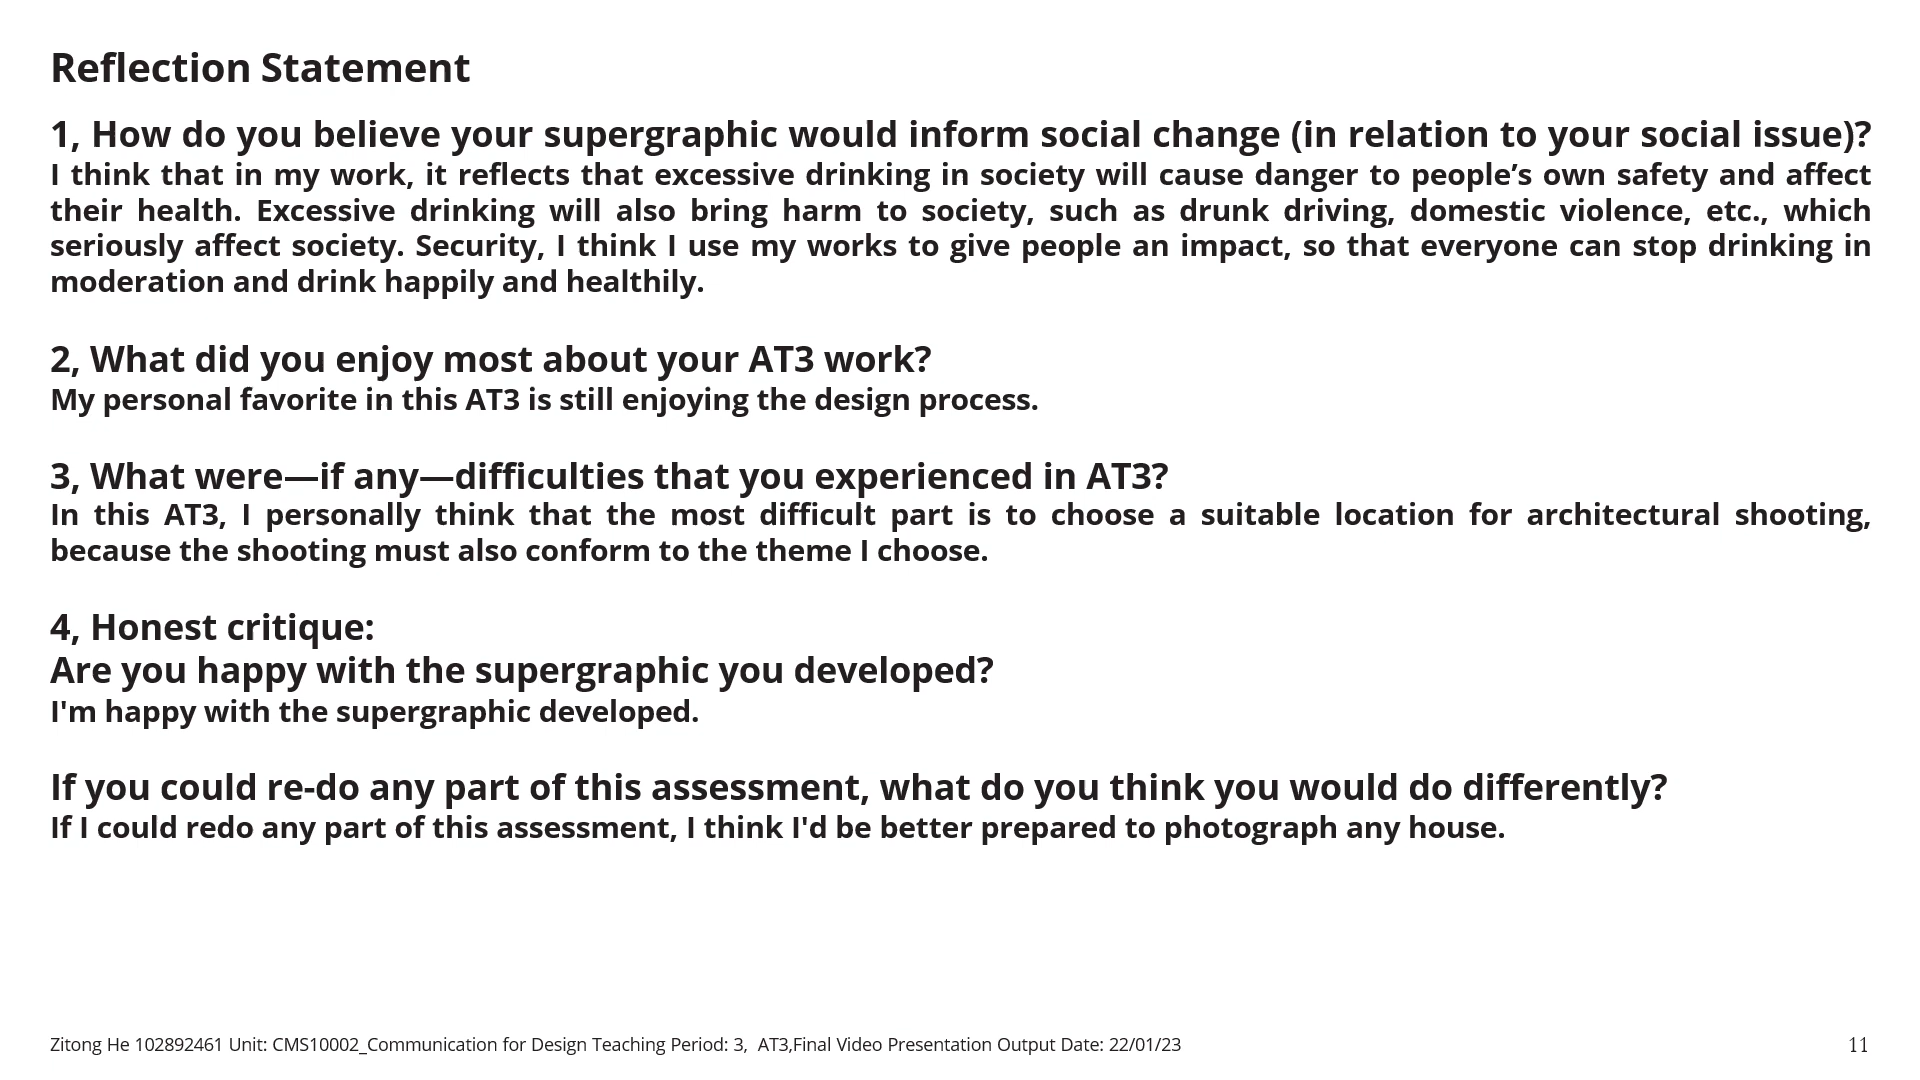 Reflection Statement
1, How do you believe your supergraphic would inform social change (in relation to your social issue)?
I think that in my work, it reflects that excessive drinking in society will cause danger to people’s own safety and affect
their health. Excessive drinking will also bring harm to society, such as drunk driving, domestic violence, etc., which
seriously affect society. Security, I think I use my works to give people an impact, so that everyone can stop drinking in
moderation and drink happily and healthily.
2, What did you enjoy most about your AT3 work?
My personal favorite in this AT3 is still enjoying the design process.
3, What were—if any—difficulties that you experienced in AT3?
In this AT3, I personally think that the most difficult part is to choose a suitable location for architectural shooting,
because the shooting must also conform to the theme I choose.
4, Honest critique:
Are you happy with the supergraphic you developed?
I'm happy with the supergraphic developed.
If you could re-do any part of this assessment, what do you think you would do differently?
If I could redo any part of this assessment, I think I'd be better prepared to photograph any house.
Zitong He 102892461 Unit: CMS10002_Communication for Design Teaching Period: 3,  AT3,Final Video Presentation Output Date: 22/01/23
11